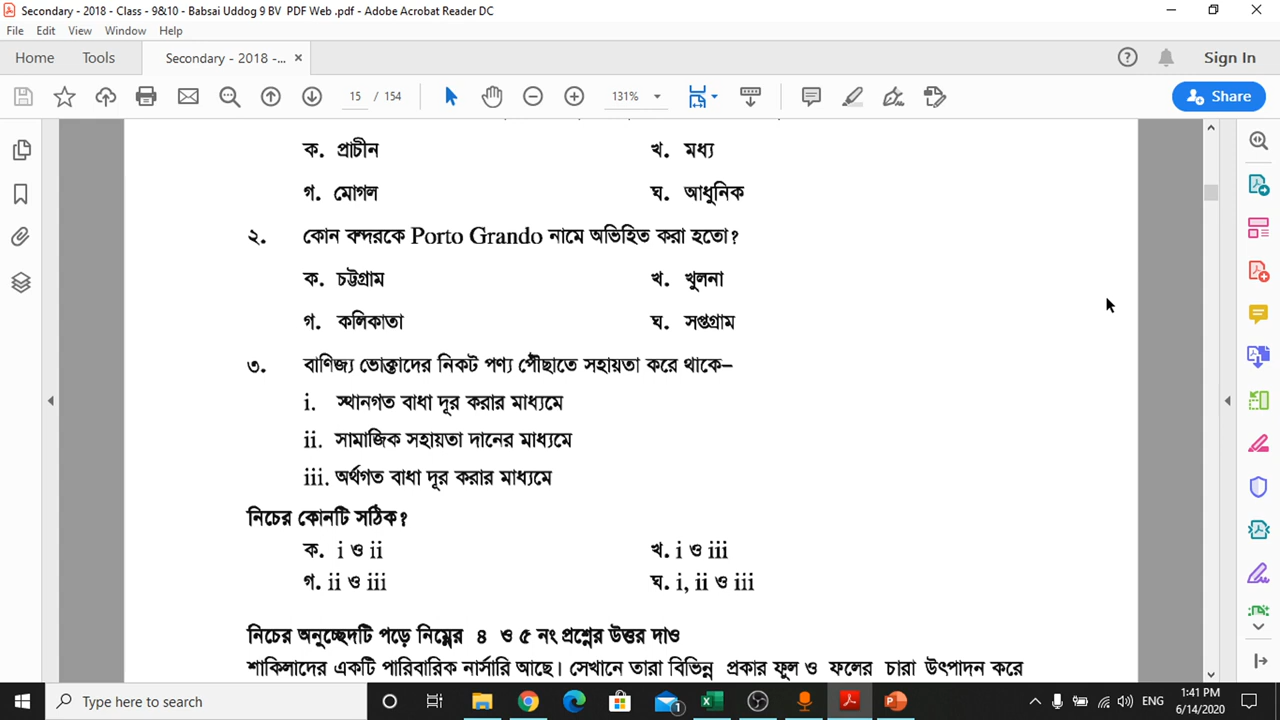 Secondary - 2018 - Class - 9&10 - Babsai Uddog 9 BV PDF Web .pdf - Adobe Acrobat Reader DC
File Edit View Window Help
Home Tools Secondary - 2018 -... × Sign In
15 / 154 131% Share
ক. প্রাচীন খ. মধ্য
গ. মোগল ঘ. আধুনিক
২. কোন বন্দরকে Porto Grando নামে অভিহিত করা হতো?
ক. চট্টগ্রাম খ. খুলনা
গ. কলিকাতা ঘ. সপ্তগ্রাম
৩. বাণিজ্য ভোক্তাদের নিকট পণ্য পৌঁছাতে সহায়তা করে থাকে–
i. স্থানগত বাধা দূর করার মাধ্যমে
ii. সামাজিক সহায়তা দানের মাধ্যমে
iii. অর্থগত বাধা দূর করার মাধ্যমে
নিচের কোনটি সঠিক?
ক. i ও ii খ. i ও iii
গ. ii ও iii ঘ. i, ii ও iii
নিচের অনুচ্ছেদটি পড়ে নিম্নের ৪ ও ৫ নং প্রশ্নের উত্তর দাও
শাকিলাদের একটি পারিবারিক নার্সারি আছে। সেখানে তারা বিভিন্ন প্রকার ফুল ও ফলের চারা উৎপাদন করে
Type here to search 1 ENG 1:41 PM
6/14/2020